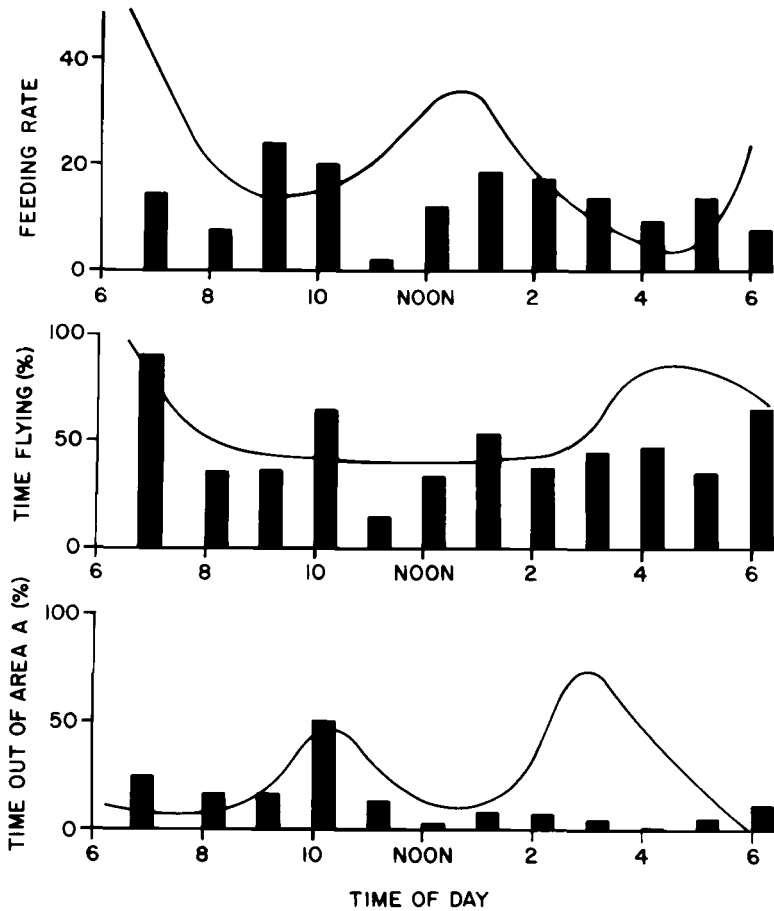 FEEDING RATE
40
20
0
6 8 10 NOON 2 4 6
TIME FLYING (%)
100
50
0
6 8 10 NOON 2 4 6
TIME OUT OF AREA A (%)
100
50
0
6 8 10 NOON 2 4 6
TIME OF DAY